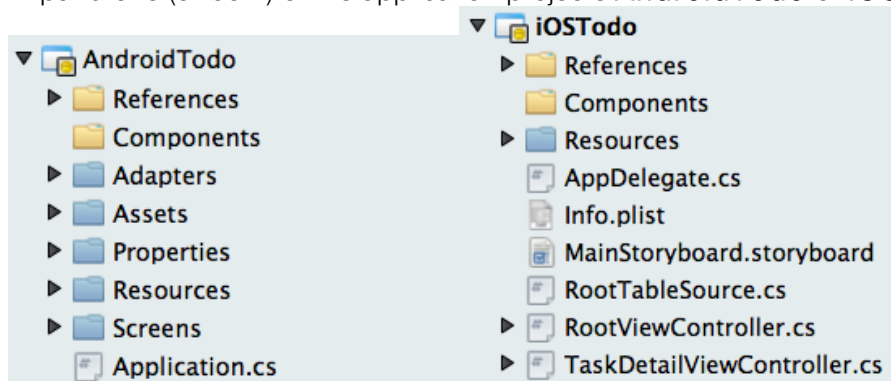 AndroidTodo
References
Components
Adapters
Assets
Properties
Resources
Screens
Application.cs
iOSTodo
References
Components
Resources
AppDelegate.cs
Info.plist
MainStoryboard.storyboard
RootTableSource.cs
RootViewController.cs
TaskDetailViewController.cs